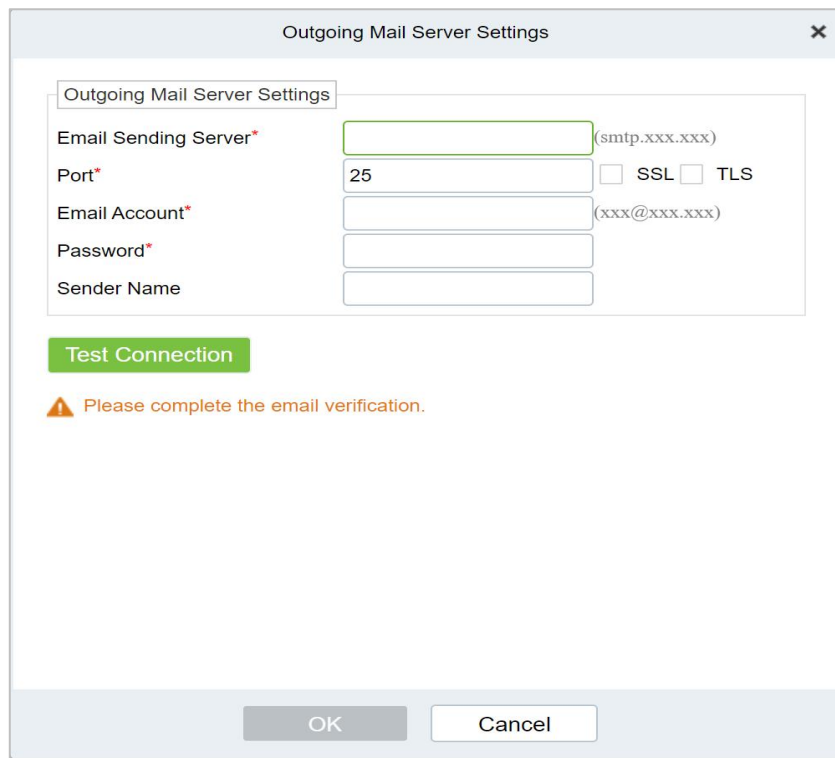 Outgoing Mail Server Settings
Outgoing Mail Server Settings
Email Sending Server* (smtp.xxx.xxx)
Port* 25 SSL TLS
Email Account* (xxx@xxx.xxx)
Password*
Sender Name
Test Connection
Please complete the email verification.
OK Cancel